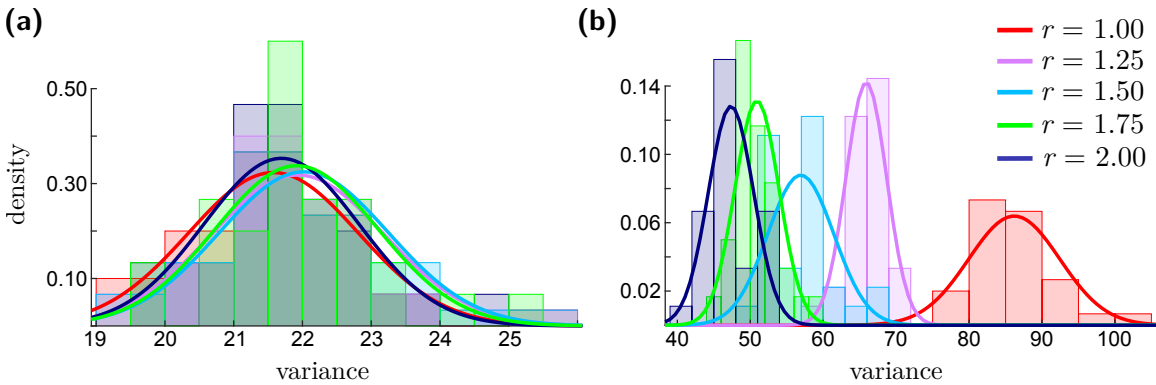 (a)
density
0.50
0.30
0.10
19 20 21 22 23 24 25
variance
(b)
0.14
0.10
0.06
0.02
40 50 60 70 80 90 100
variance
r = 1.00
r = 1.25
r = 1.50
r = 1.75
r = 2.00